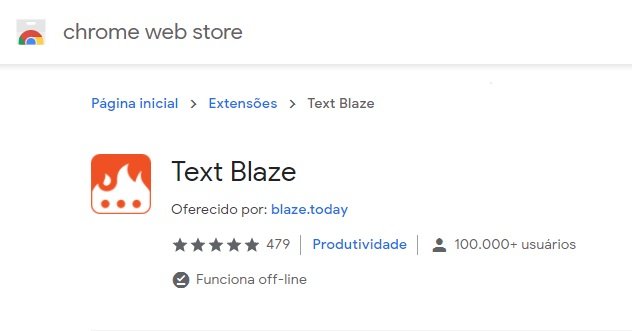 chrome web store
Página inicial > Extensões > Text Blaze
Text Blaze
Oferecido por: blaze.today
479 Produtividade 100.000+ usuários
Funciona off-line